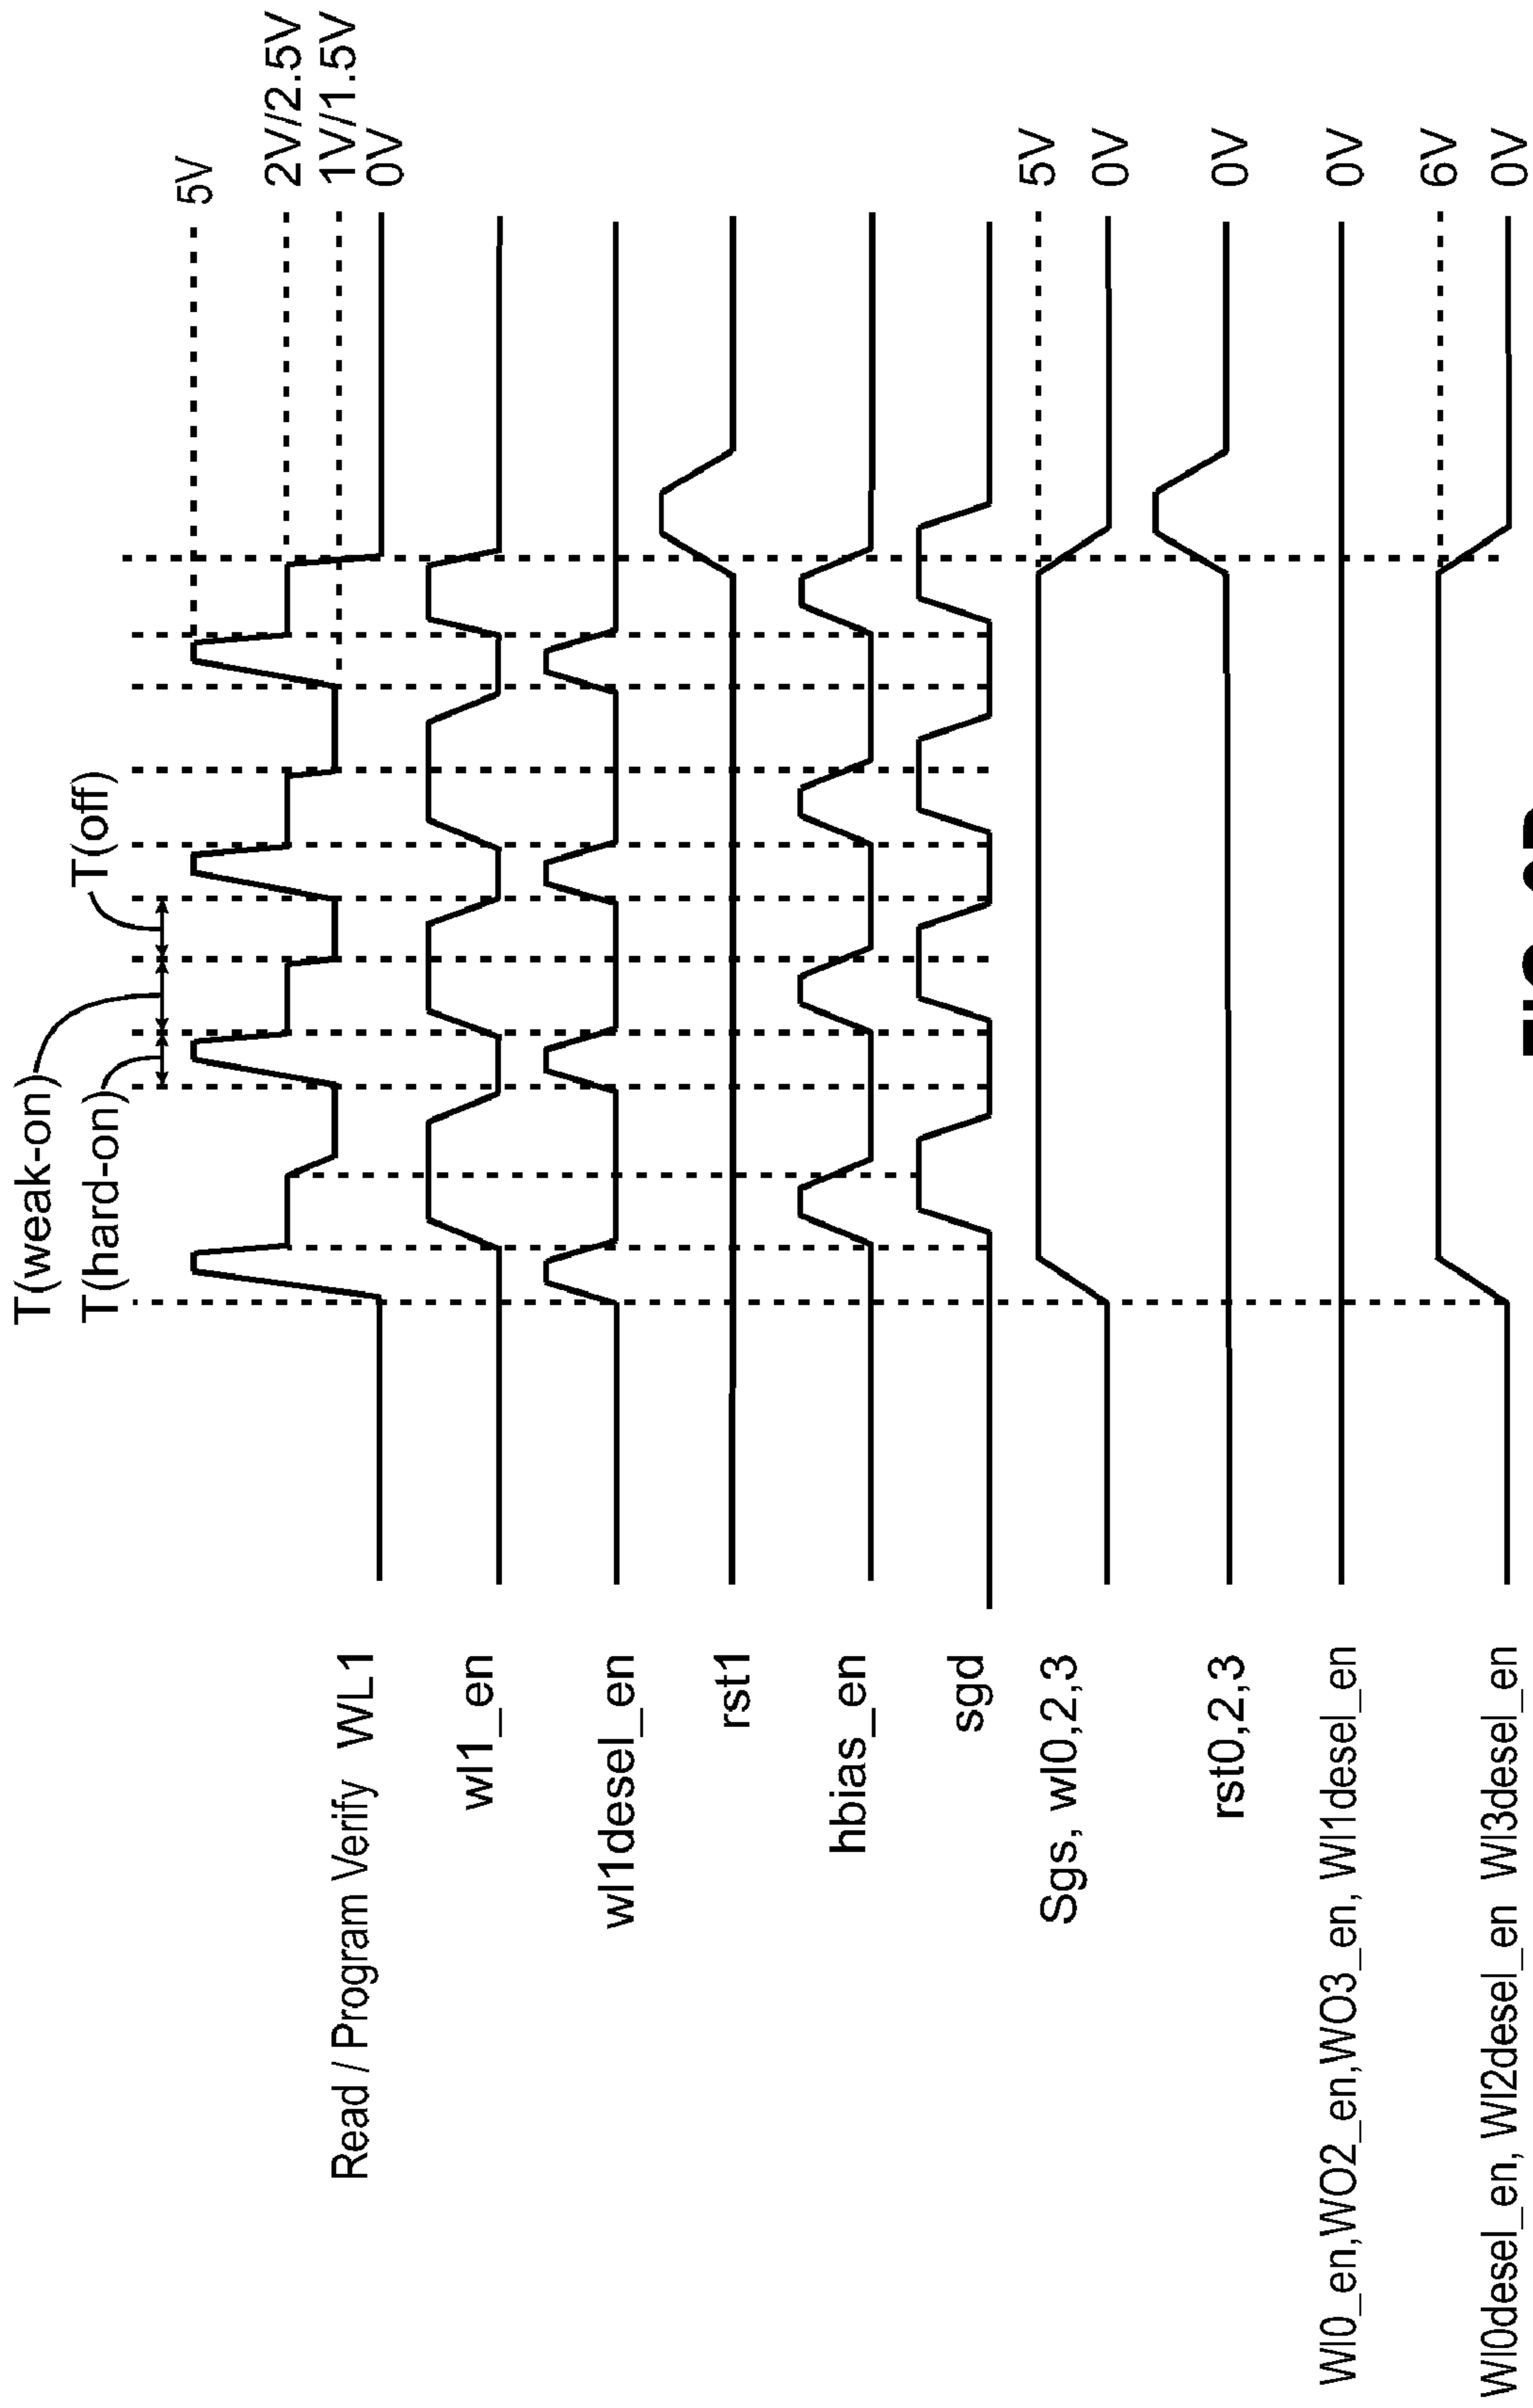 T(weak-on)
T(hard-on)
T(off)
5V
2V/2.5V
1V/1.5V
Read / Program Verify WL1
0V
wl1_en
wl1desel_en
rst1
hbias_en
sgd
5V
Sgs, wl0,2,3
0V
rst0,2,3
0V
Wl0_en,WO2_en,WO3_en, Wl1desel_en
0V
6V
Wl0desel_en, Wl2desel_en Wl3desel_en
0V